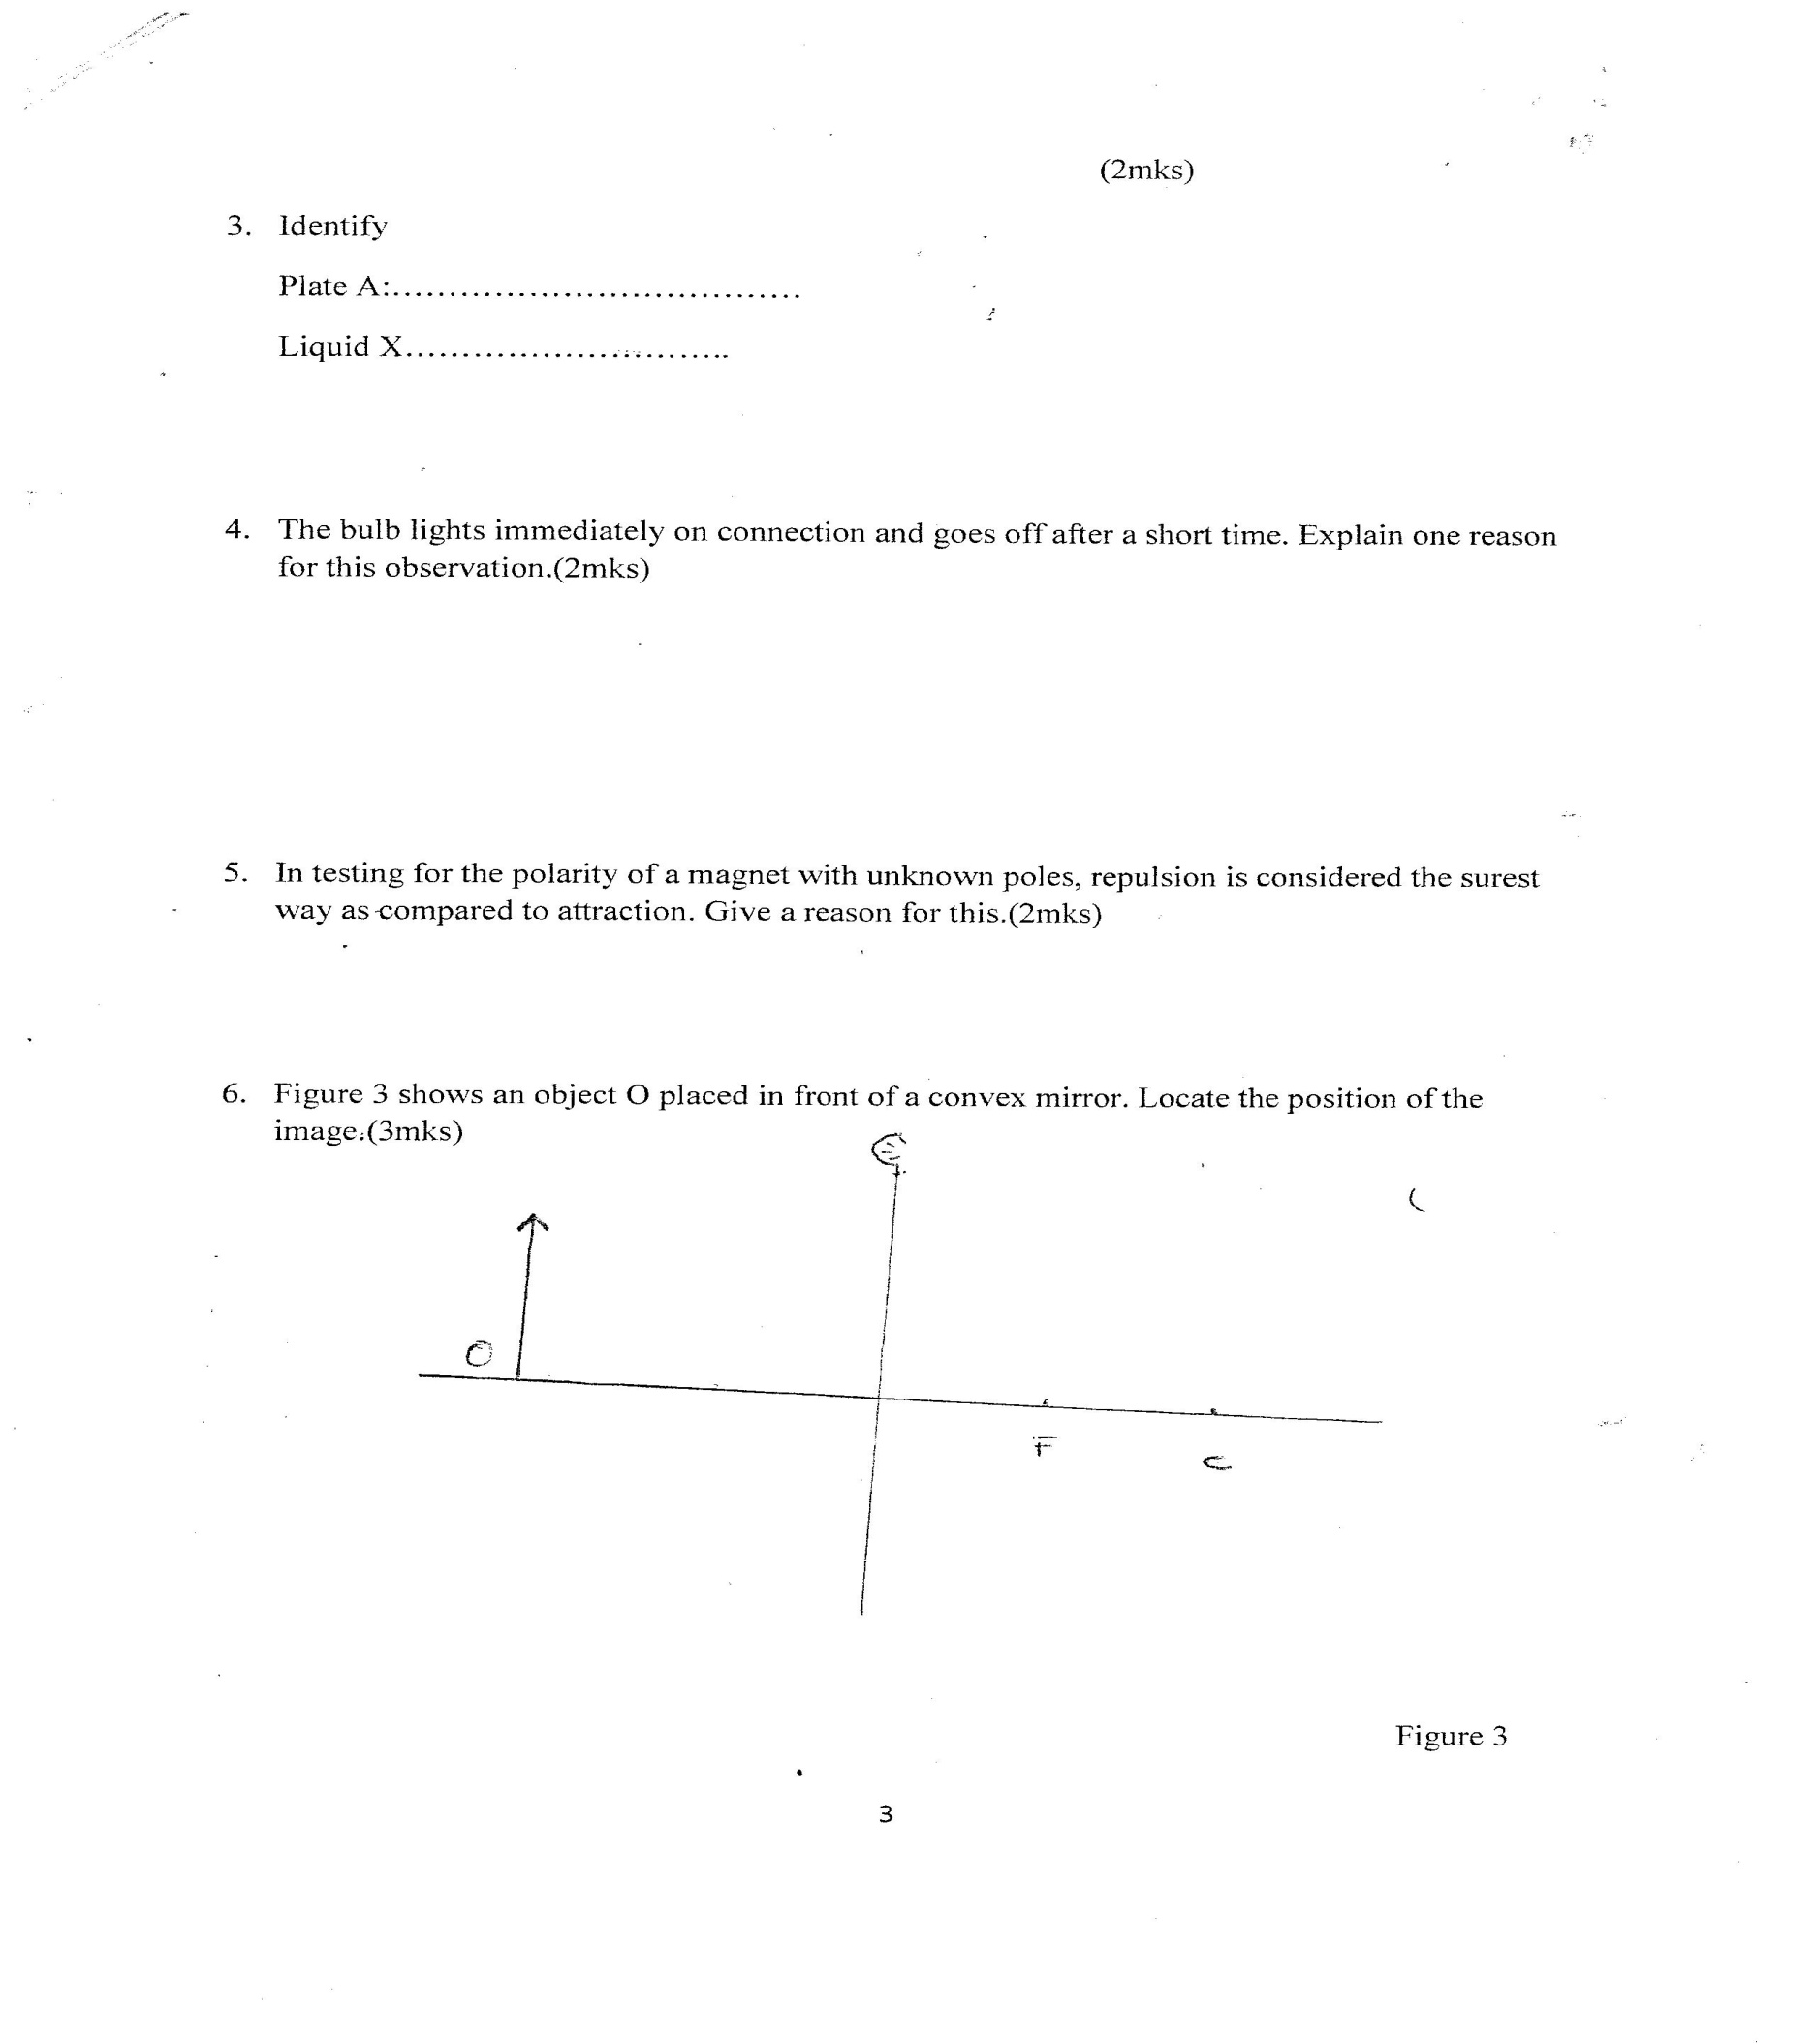 (2mks)
3. Identify
Plate A:.....................................
Liquid X.............................
4. The bulb lights immediately on connection and goes off after a short time. Explain one reason
for this observation.(2mks)
5. In testing for the polarity of a magnet with unknown poles, repulsion is considered the surest
way as compared to attraction. Give a reason for this.(2mks)
6. Figure 3 shows an object O placed in front of a convex mirror. Locate the position of the
image.(3mks)
O
F
C
Figure 3
3